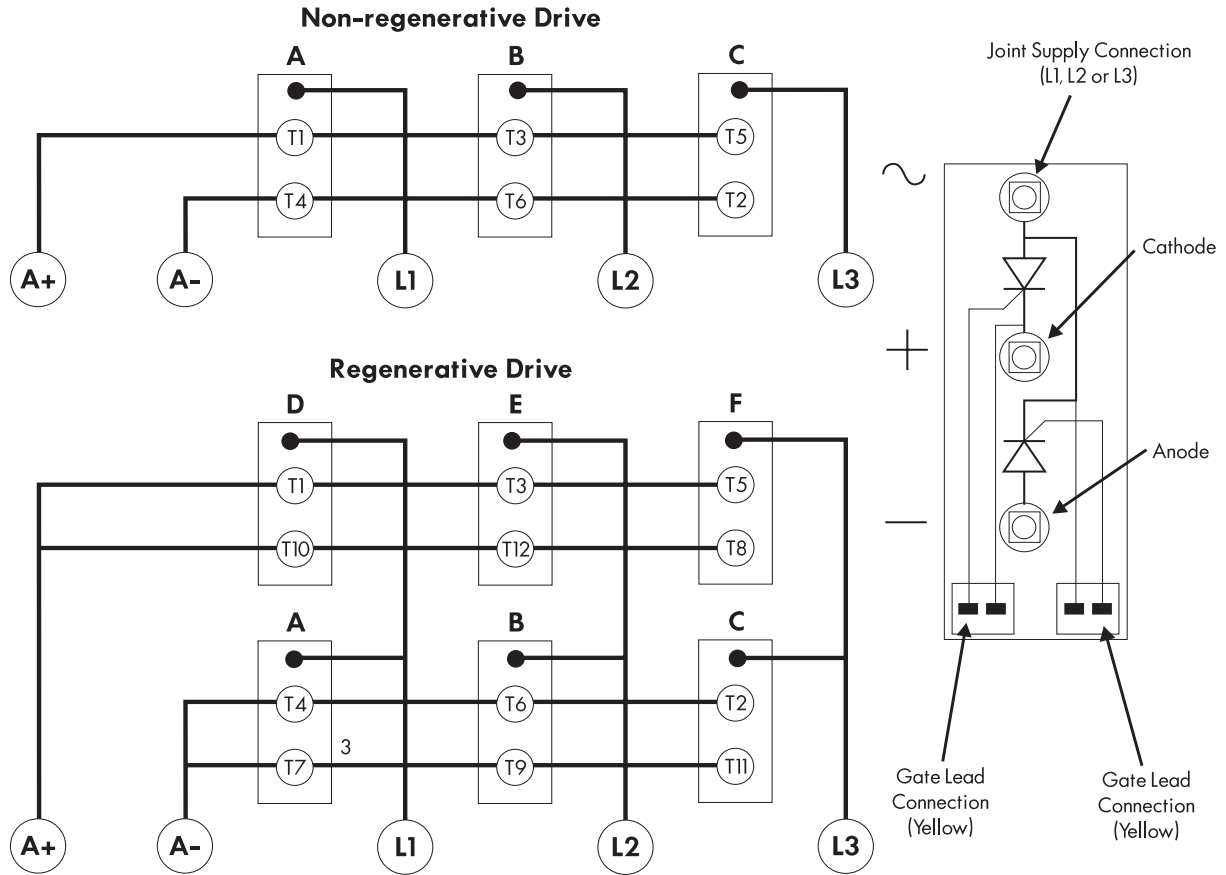 Non-regenerative Drive
A B C
T1 T3 T5
T4 T6 T2
A+ A- L1 L2 L3
Regenerative Drive
D E F
T1 T3 T5
T10 T12 T8
A B C
T4 T6 T2
3
T7 T9 T11
A+ A- L1 L2 L3
Joint Supply Connection
(L1, L2 or L3)
~
Cathode
+
Anode
—
Gate Lead
Connection
(Yellow)
Gate Lead
Connection
(Yellow)